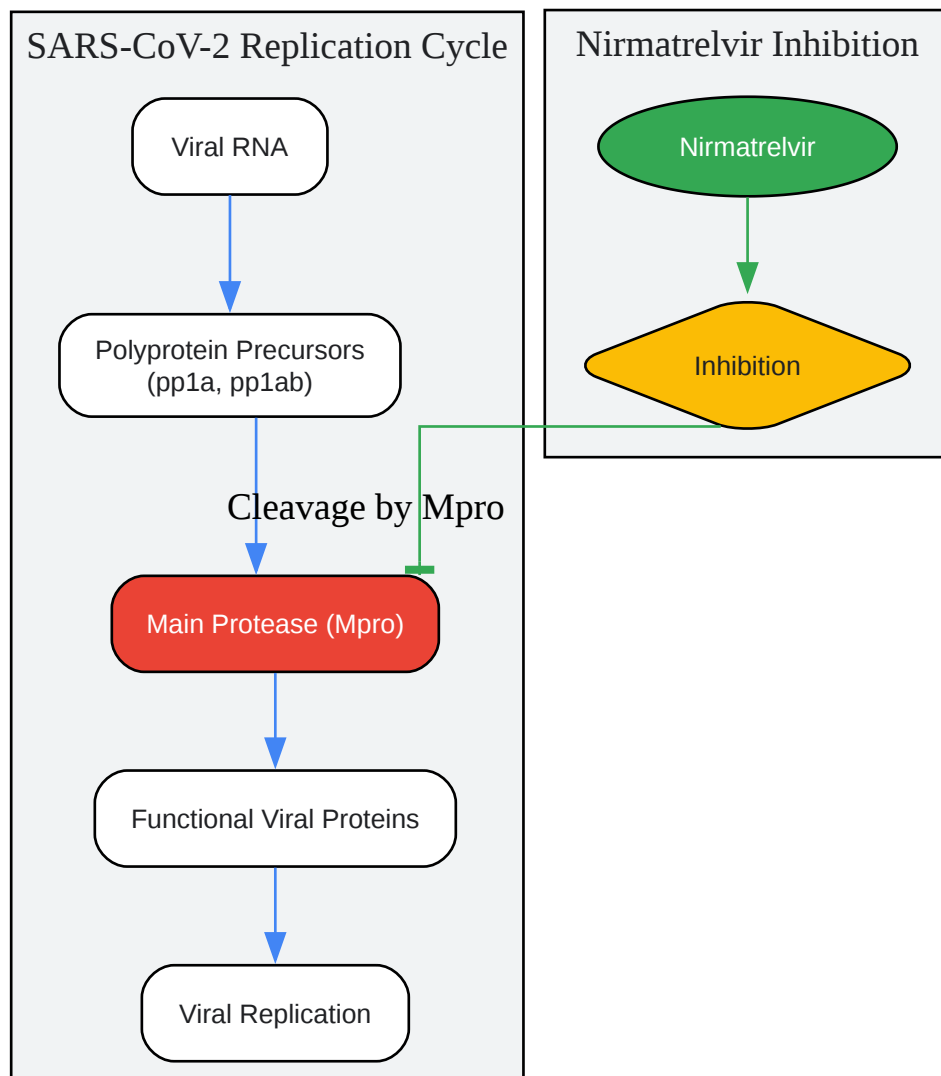 SARS-CoV-2 Replication Cycle
Viral RNA
Polyprotein Precursors
(pp1a, pp1ab)
Cleavage by Mpro
Main Protease (Mpro)
Functional Viral Proteins
Viral Replication
Nirmatrelvir Inhibition
Nirmatrelvir
Inhibition